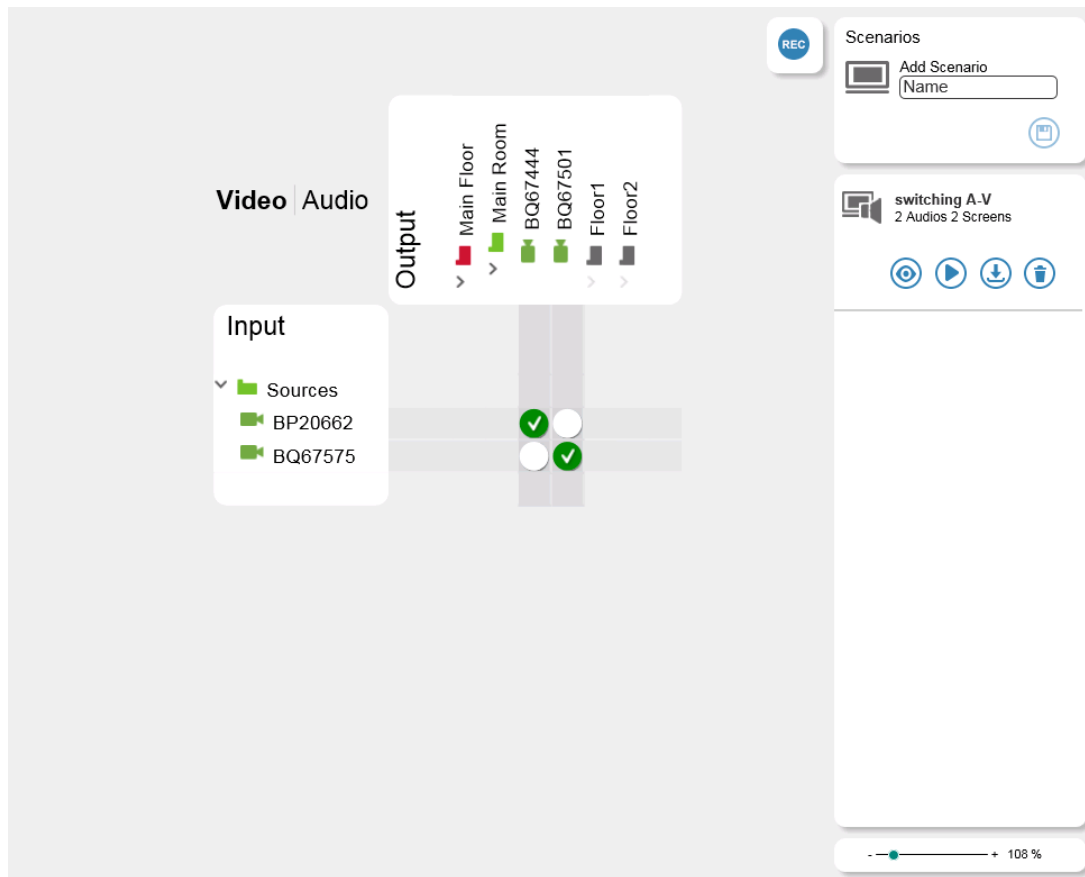 REC
Scenarios
Add Scenario
Name
Video Audio
Output
Main Floor
Main Room
BQ67444
BQ67501
Floor1
Floor2
switching A-V
2 Audios 2 Screens
Input
Sources
BP20662
BQ67575
- + 108 %